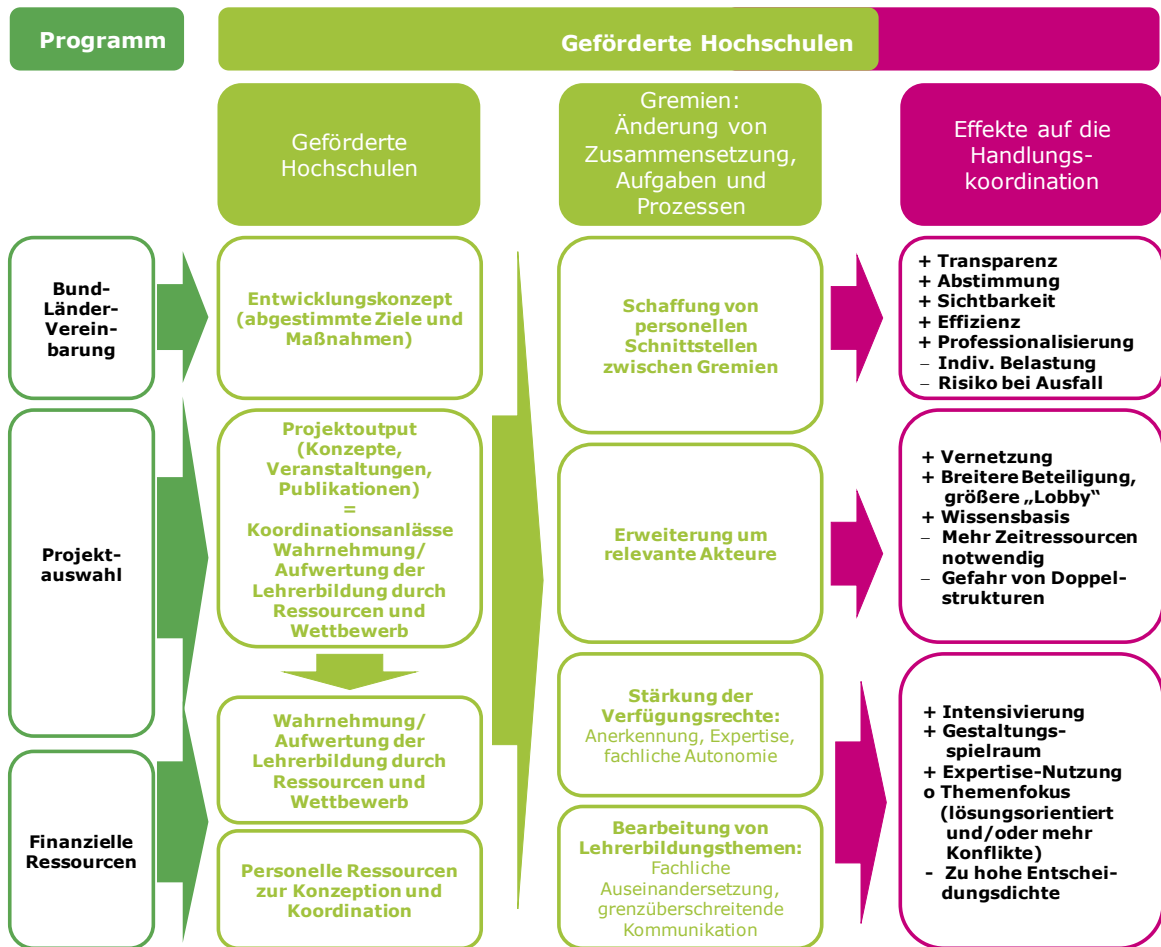 Programm
Geförderte Hochschulen
Geförderte
Hochschulen
Gremien:
Änderung von
Zusammensetzung,
Aufgaben und
Prozessen
Effekte auf die
Handlungs-
koordination
Bund-
Länder-
Verein-
barung
Entwicklungskonzept
(abgestimmte Ziele und
Maßnahmen)
Schaffung von
personellen
Schnittstellen
zwischen Gremien
+ Transparenz
+ Abstimmung
+ Sichtbarkeit
+ Effizienz
+ Professionalisierung
– Indiv. Belastung
– Risiko bei Ausfall
Projekt-
auswahl
Projektoutput
(Konzepte,
Veranstaltungen,
Publikationen)
=
Koordinationsanlässe
Wahrnehmung/
Aufwertung der
Lehrerbildung durch
Ressourcen und
Wettbewerb
Erweiterung um
relevante Akteure
+ Vernetzung
+ Breitere Beteiligung,
größere „Lobby“
+ Wissensbasis
– Mehr Zeitressourcen
notwendig
– Gefahr von Doppel-
strukturen
Finanzielle
Ressourcen
Wahrnehmung/
Aufwertung der
Lehrerbildung durch
Ressourcen und
Wettbewerb
Personelle Ressourcen
zur Konzeption und
Koordination
Stärkung der
Verfügungsrechte:
Anerkennung, Expertise,
fachliche Autonomie
Bearbeitung von
Lehrerbildungsthemen:
Fachliche
Auseinandersetzung,
grenzüberschreitende
Kommunikation
+ Intensivierung
+ Gestaltungs-
spielraum
+ Expertise-Nutzung
o Themenfokus
(lösungsorientiert
und/oder mehr
Konflikte)
- Zu hohe Entschei-
dungsdichte